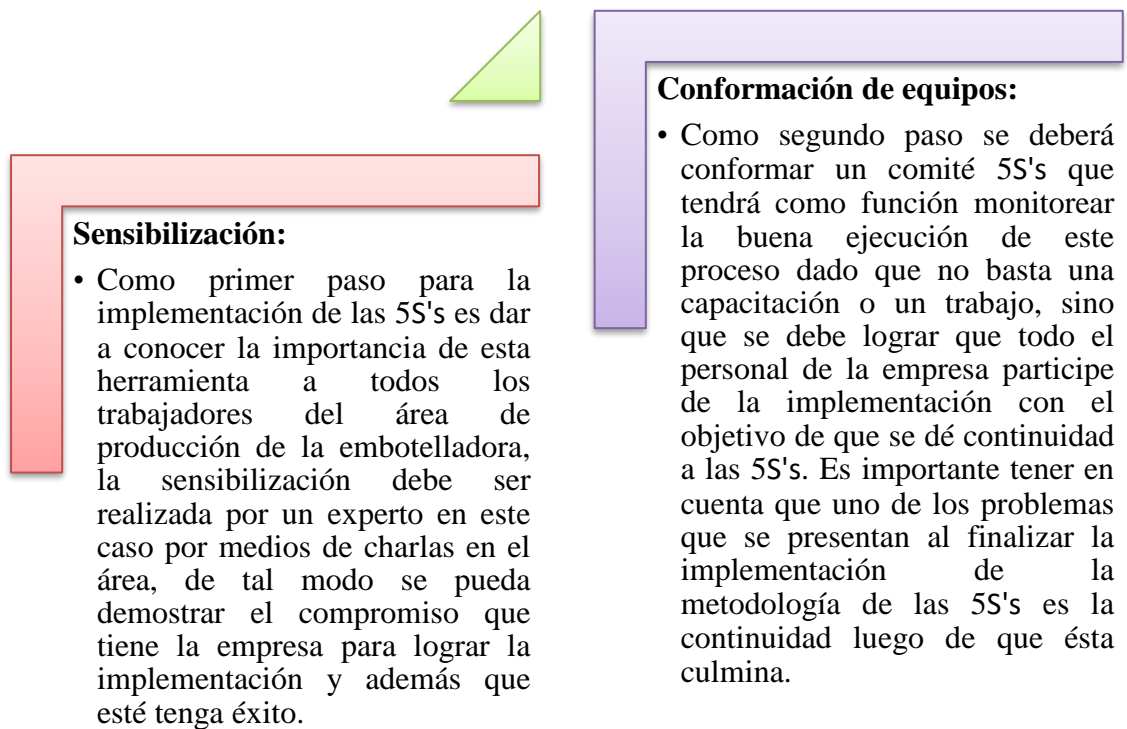 Sensibilización:
• Como primer paso para la
implementación de las 5S's es dar
a conocer la importancia de esta
herramienta a todos los
trabajadores del área de
producción de la embotelladora,
la sensibilización debe ser
realizada por un experto en este
caso por medios de charlas en el
área, de tal modo se pueda
demostrar el compromiso que
tiene la empresa para lograr la
implementación y además que
esté tenga éxito.
Conformación de equipos:
• Como segundo paso se deberá
conformar un comité 5S's que
tendrá como función monitorear
la buena ejecución de este
proceso dado que no basta una
capacitación o un trabajo, sino
que se debe lograr que todo el
personal de la empresa participe
de la implementación con el
objetivo de que se dé continuidad
a las 5S's. Es importante tener en
cuenta que uno de los problemas
que se presentan al finalizar la
implementación de la
metodología de las 5S's es la
continuidad luego de que ésta
culmina.